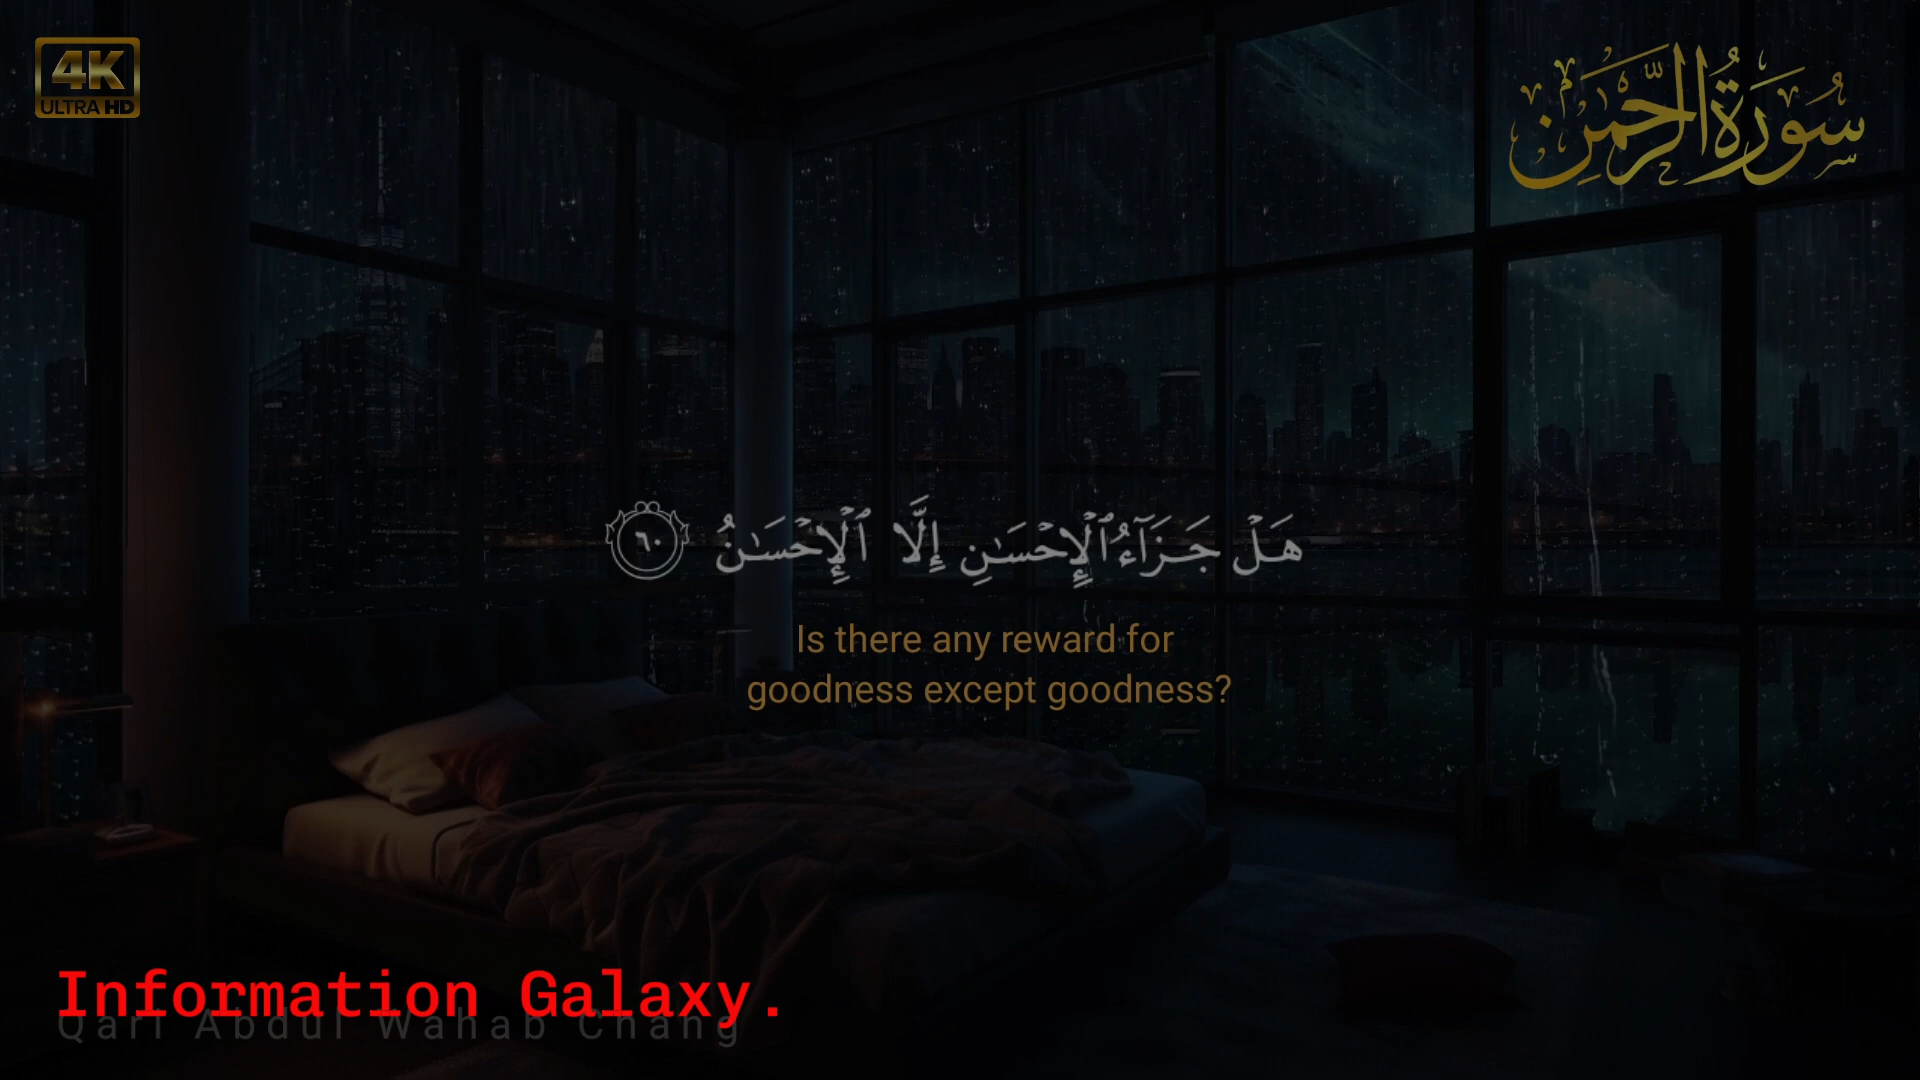 4K
ULTRA HD
سُورَةُ الرَّحْمٰنِ
هَلْ جَزَآءُ ٱلْإِحْسَـٰنِ إِلَّا ٱلْإِحْسَـٰنُ ٦٠
Is there any reward for
goodness except goodness?
Information Galaxy.
Qari Abdul Wahab Chang